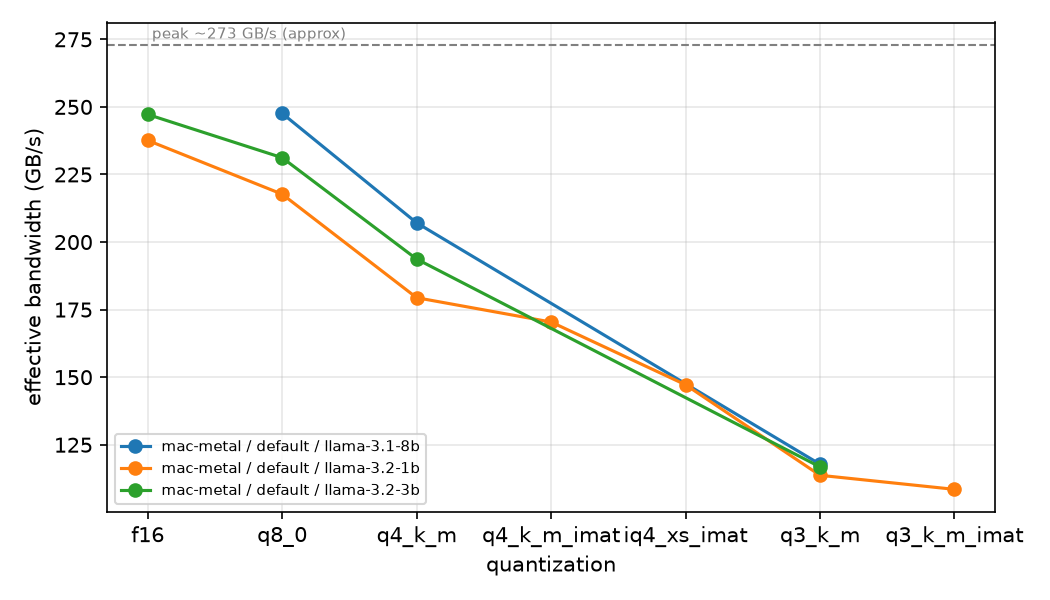 275
250
225
200
175
150
125
effective bandwidth (GB/s)
peak ~273 GB/s (approx)
mac-metal / default / llama-3.1-8b
mac-metal / default / llama-3.2-1b
mac-metal / default / llama-3.2-3b
f16 q8_0 q4_k_m q4_k_m_imat iq4_xs_imat q3_k_m q3_k_m_imat
quantization